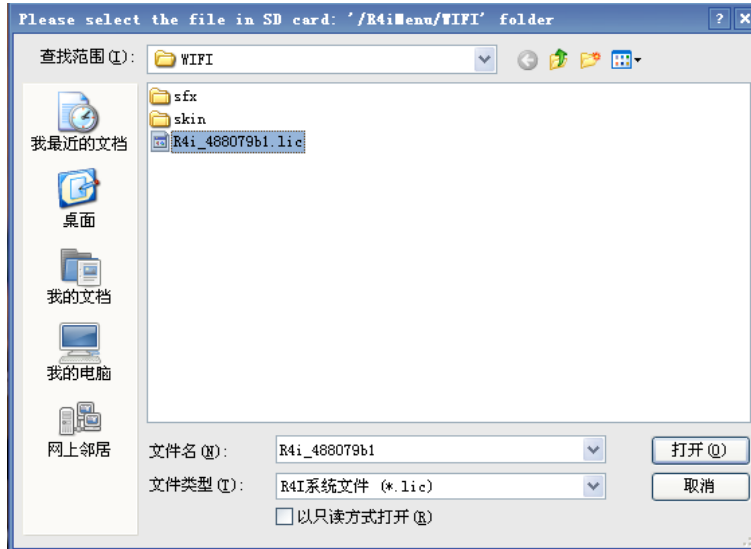 Please select the file in SD card: '/R4iMenu/WIFI' folder
查找范围(I):
WIFI
sfx
skin
R4i_488079b1.lic
我最近的文档
桌面
我的文档
我的电脑
网上邻居
文件名(N):
R4i_488079b1
打开(O)
文件类型(T):
R4I系统文件 (*.lic)
取消
以只读方式打开(R)